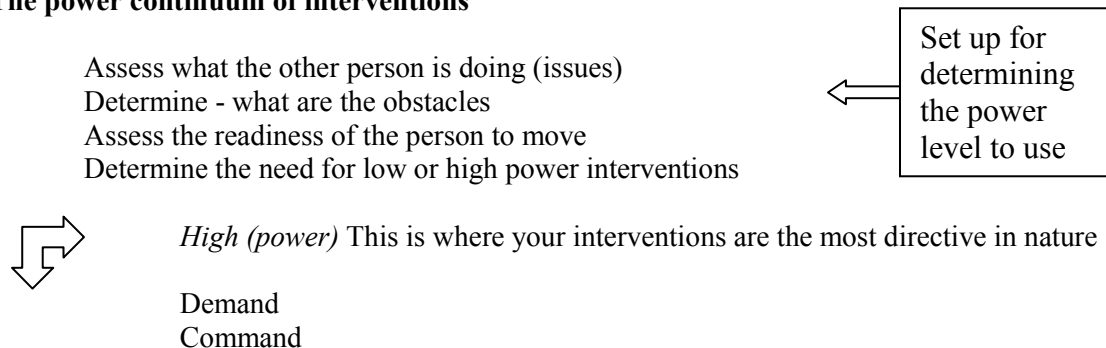 The power continuum of interventions
Assess what the other person is doing (issues)
Determine - what are the obstacles
Assess the readiness of the person to move
Determine the need for low or high power interventions
Set up for
determining
the power
level to use
High (power) This is where your interventions are the most directive in nature
Demand
Command